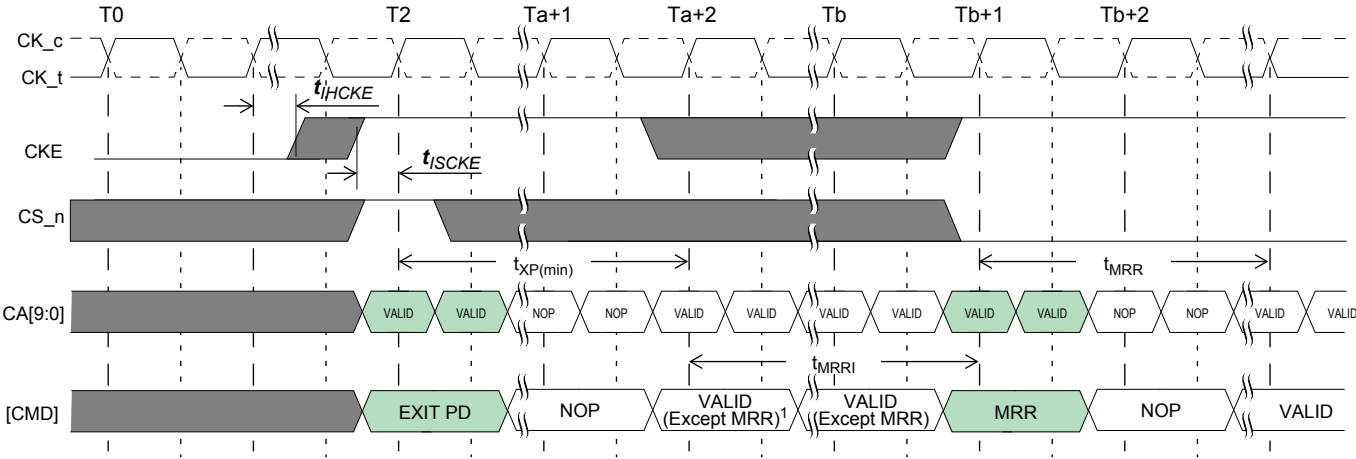 T0 T2 Ta+1 Ta+2 Tb Tb+1 Tb+2
CK_c
CK_t
tIHCKE
CKE
tISCKE
CS_n
tXP(min) tMRR
CA[9:0] VALID VALID NOP NOP VALID VALID VALID VALID VALID VALID NOP NOP VALID VALID
tMRRI
[CMD] EXIT PD NOP VALID (Except MRR)1 VALID (Except MRR) MRR NOP VALID